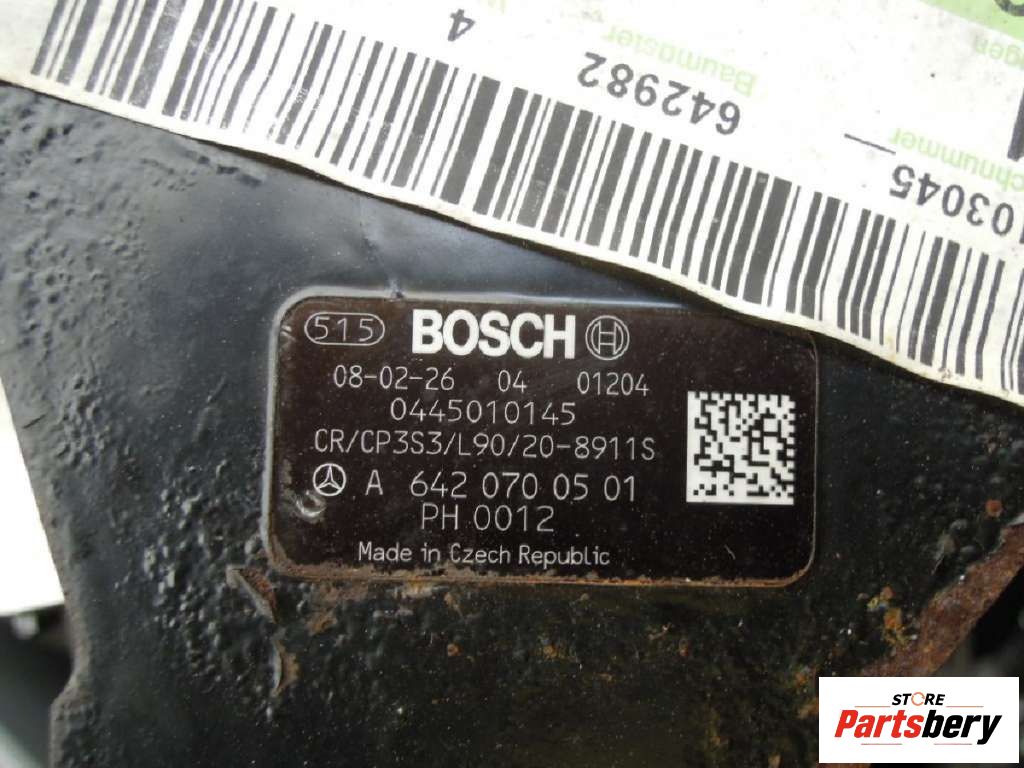 4
Baumuster
642982
03045
515 BOSCH
08-02-26 04 01204
0445010145
CR/CP3S3/L90/20-8911S
A 642 070 05 01
PH 0012
Made in Czech Republic
STORE
Partsbery